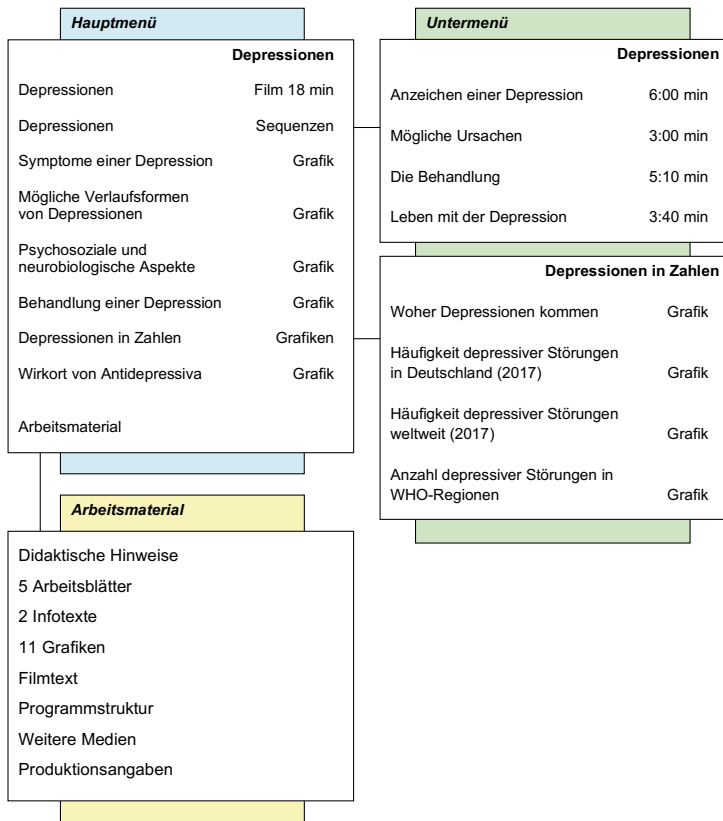 Hauptmenü
Depressionen
Depressionen Film 18 min
Depressionen Sequenzen
Symptome einer Depression Grafik
Mögliche Verlaufsformen
von Depressionen Grafik
Psychosoziale und
neurobiologische Aspekte Grafik
Behandlung einer Depression Grafik
Depressionen in Zahlen Grafiken
Wirkort von Antidepressiva Grafik
Arbeitsmaterial
Untermenü
Depressionen
Anzeichen einer Depression 6:00 min
Mögliche Ursachen 3:00 min
Die Behandlung 5:10 min
Leben mit der Depression 3:40 min
Depressionen in Zahlen
Woher Depressionen kommen Grafik
Häufigkeit depressiver Störungen
in Deutschland (2017) Grafik
Häufigkeit depressiver Störungen
weltweit (2017) Grafik
Anzahl depressiver Störungen in
WHO-Regionen Grafik
Arbeitsmaterial
Didaktische Hinweise
5 Arbeitsblätter
2 Infotexte
11 Grafiken
Filmtext
Programmstruktur
Weitere Medien
Produktionsangaben